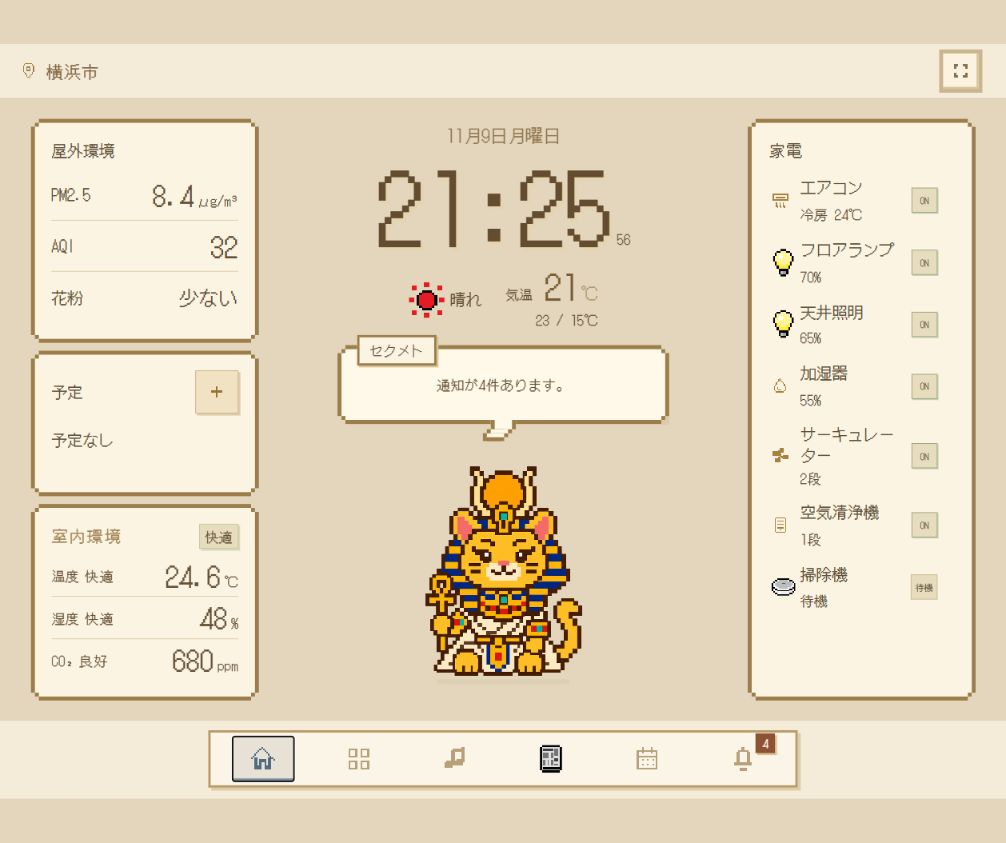 横浜市
屋外環境
PM2.5 8.4 μg/m³
AQI 32
花粉 少ない
予定
+
予定なし
室内環境 快適
温度 快適 24.6 ℃
湿度 快適 48 %
CO₂ 良好 680 ppm
11月9日月曜日
21:25 56
晴れ 気温 21℃
23 / 15℃
セクメト
通知が4件あります。
家電
エアコン
冷房 24℃
ON
フロアランプ
70%
ON
天井照明
65%
ON
加湿器
55%
ON
サーキュレー
ター
2段
ON
空気清浄機
1段
ON
掃除機
待機
待機
4